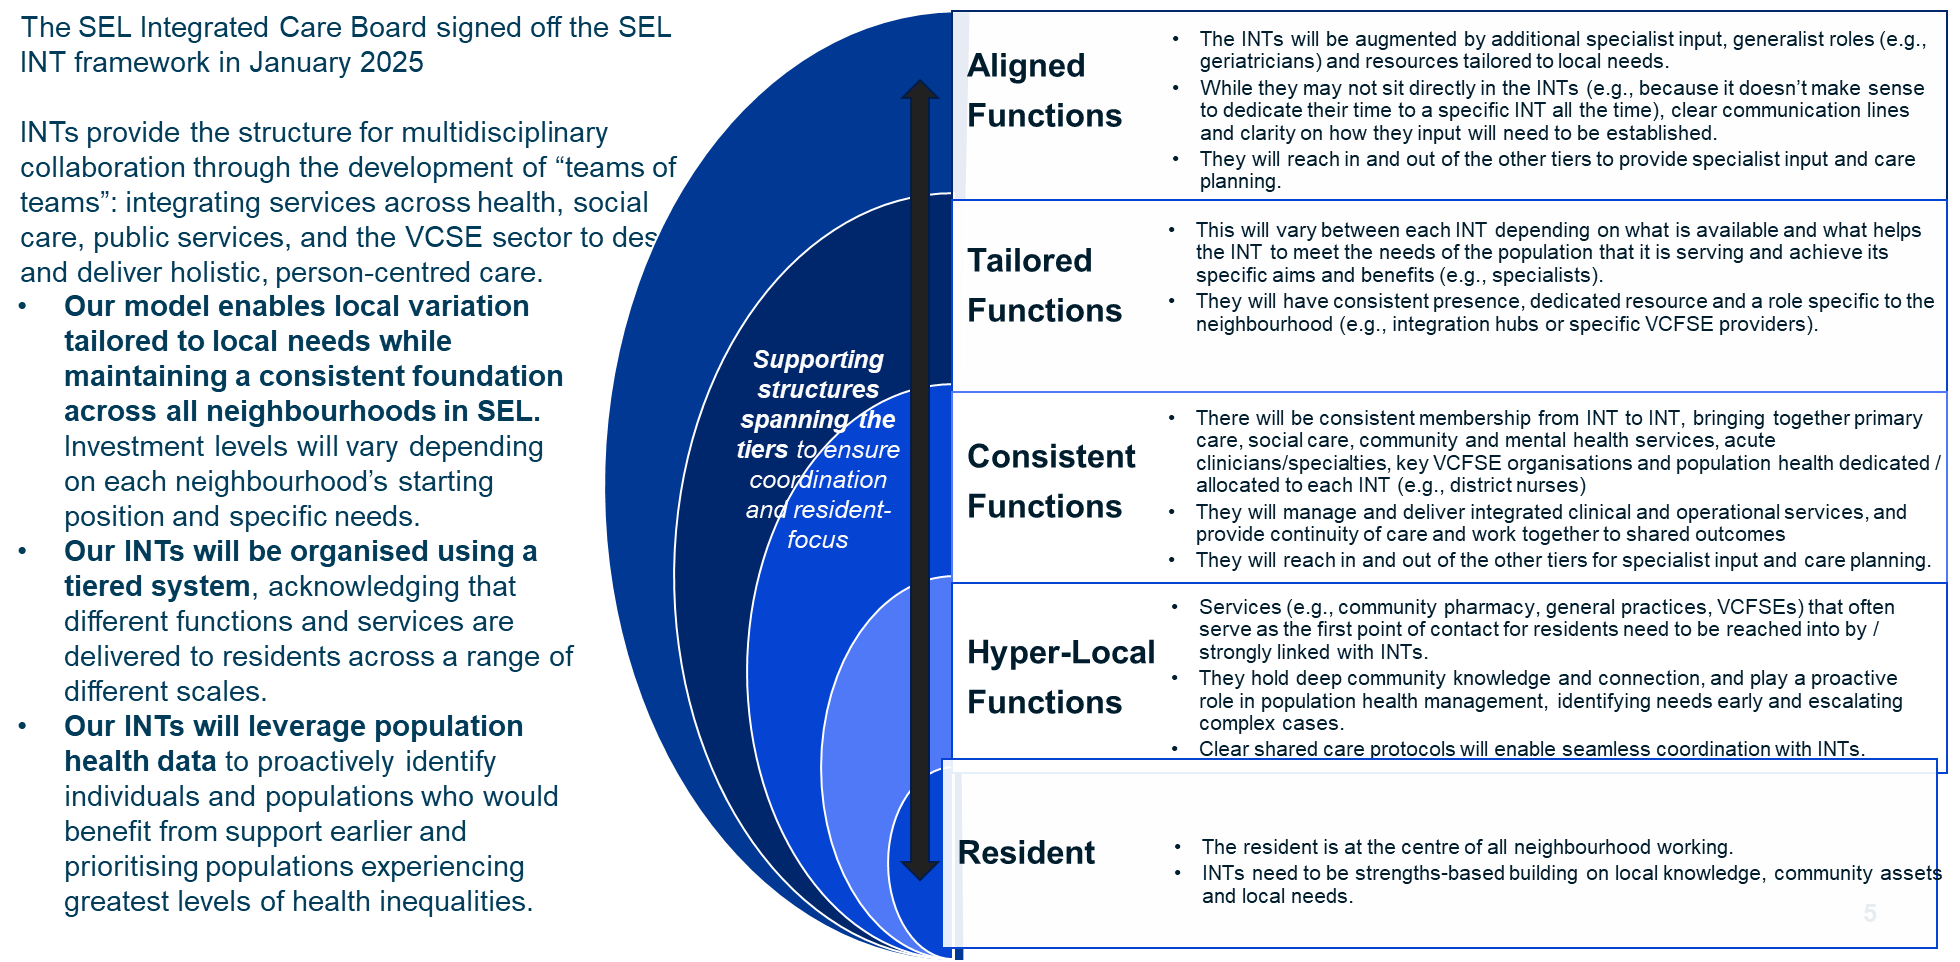 The SEL Integrated Care Board signed off the SEL
INT framework in January 2025
INTs provide the structure for multidisciplinary
collaboration through the development of “teams of
teams”: integrating services across health, social
care, public services, and the VCSE sector to des
and deliver holistic, person-centred care.
• Our model enables local variation
tailored to local needs while
maintaining a consistent foundation
across all neighbourhoods in SEL.
Investment levels will vary depending
on each neighbourhood’s starting
position and specific needs.
• Our INTs will be organised using a
tiered system, acknowledging that
different functions and services are
delivered to residents across a range of
different scales.
• Our INTs will leverage population
health data to proactively identify
individuals and populations who would
benefit from support earlier and
prioritising populations experiencing
greatest levels of health inequalities.
Supporting
structures
spanning the
tiers to ensure
coordination
and resident-
focus
Aligned
Functions
• The INTs will be augmented by additional specialist input, generalist roles (e.g.,
geriatricians) and resources tailored to local needs.
• While they may not sit directly in the INTs (e.g., because it doesn’t make sense
to dedicate their time to a specific INT all the time), clear communication lines
and clarity on how they input will need to be established.
• They will reach in and out of the other tiers to provide specialist input and care
planning.
Tailored
Functions
• This will vary between each INT depending on what is available and what helps
the INT to meet the needs of the population that it is serving and achieve its
specific aims and benefits (e.g., specialists).
• They will have consistent presence, dedicated resource and a role specific to the
neighbourhood (e.g., integration hubs or specific VCFSE providers).
Consistent
Functions
• There will be consistent membership from INT to INT, bringing together primary
care, social care, community and mental health services, acute
clinicians/specialties, key VCFSE organisations and population health dedicated /
allocated to each INT (e.g., district nurses)
• They will manage and deliver integrated clinical and operational services, and
provide continuity of care and work together to shared outcomes
• They will reach in and out of the other tiers for specialist input and care planning.
Hyper-Local
Functions
• Services (e.g., community pharmacy, general practices, VCFSEs) that often
serve as the first point of contact for residents need to be reached into by /
strongly linked with INTs.
• They hold deep community knowledge and connection, and play a proactive
role in population health management, identifying needs early and escalating
complex cases.
• Clear shared care protocols will enable seamless coordination with INTs.
Resident
• The resident is at the centre of all neighbourhood working.
• INTs need to be strengths-based building on local knowledge, community assets
and local needs.
5